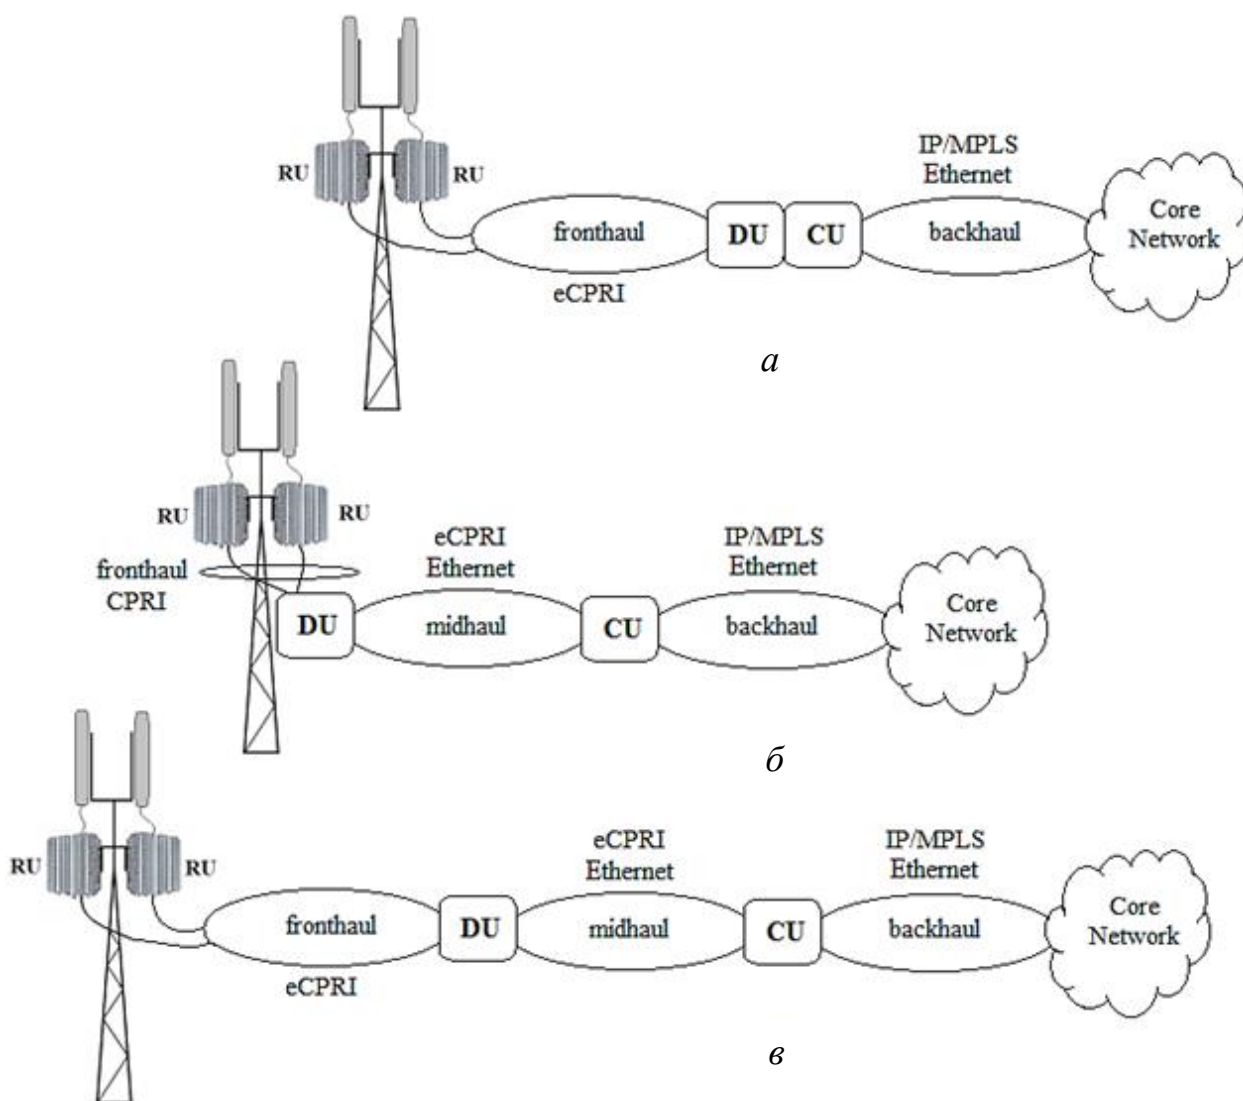 RU
RU
IP/MPLS
Ethernet
fronthaul
DU
CU
backhaul
Core
Network
eCPRI
а
RU
RU
fronthaul
CPRI
eCPRI
Ethernet
IP/MPLS
Ethernet
DU
midhaul
CU
backhaul
Core
Network
б
RU
RU
eCPRI
Ethernet
IP/MPLS
Ethernet
fronthaul
DU
midhaul
CU
backhaul
Core
Network
eCPRI
в